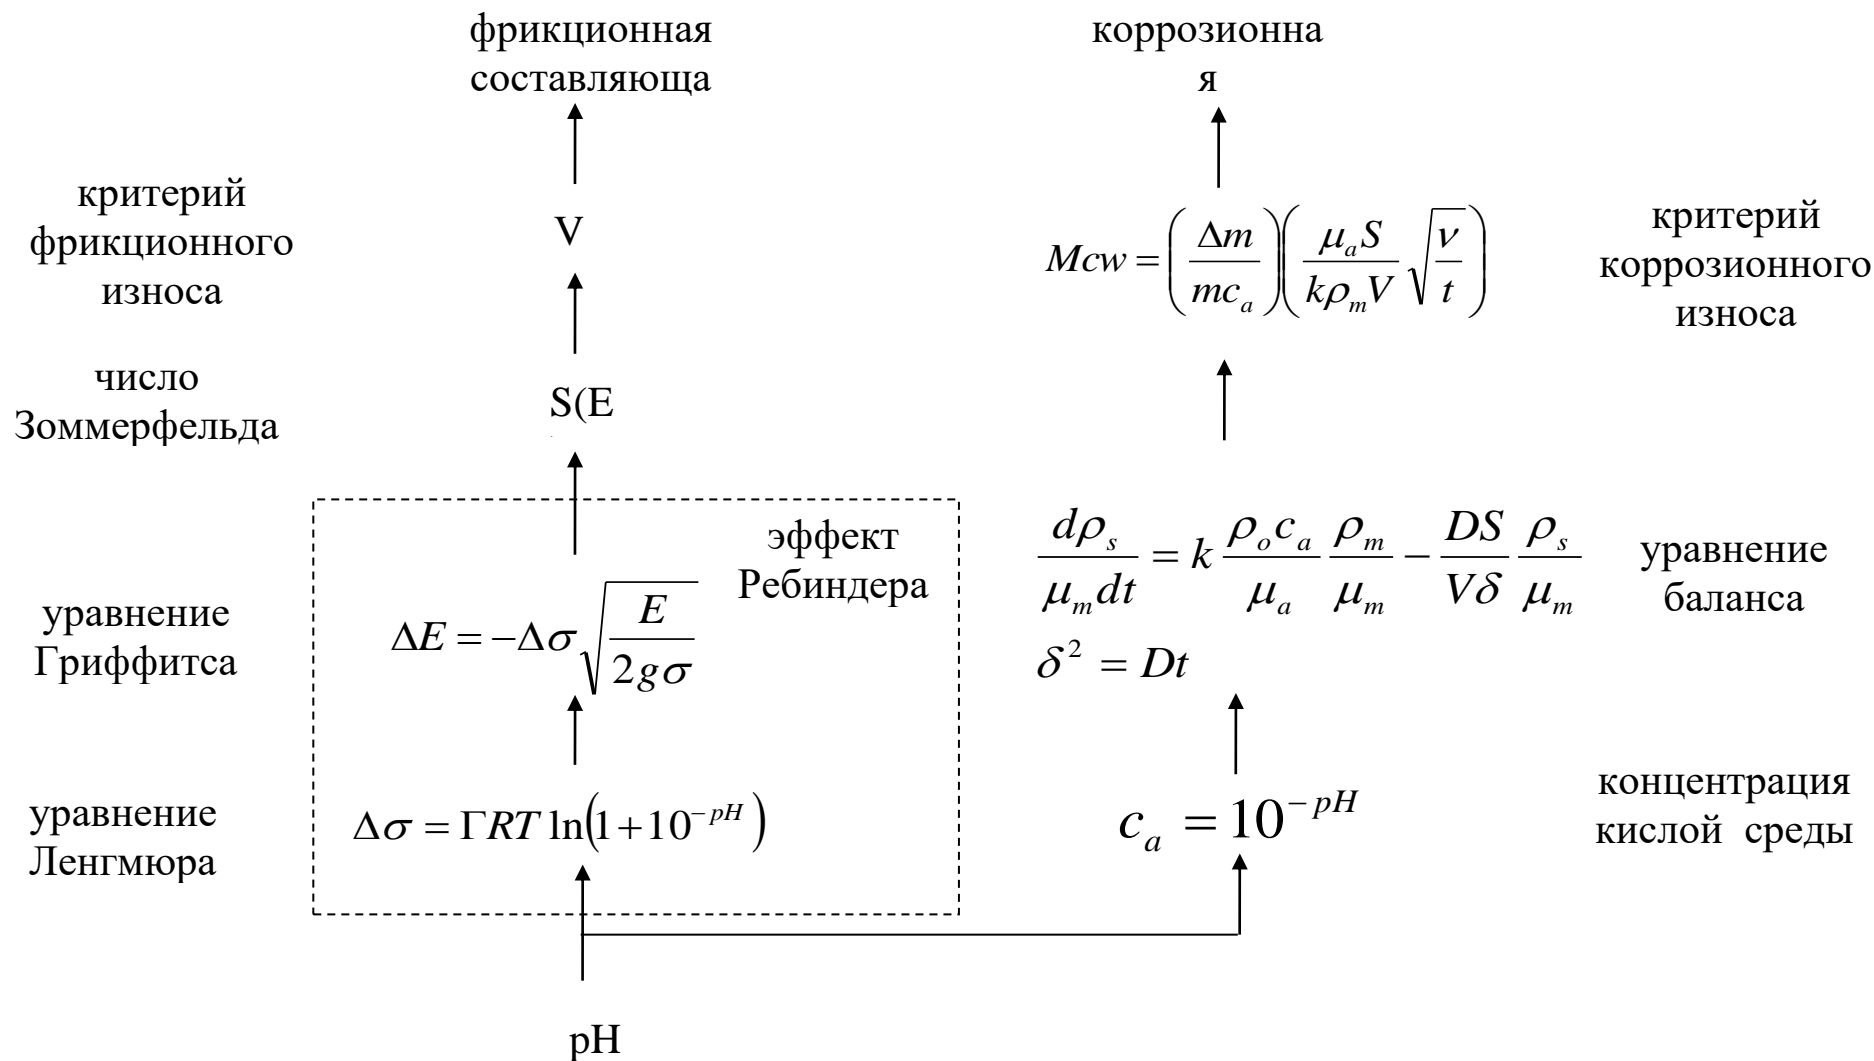 фрикционная
составляюща
коррозионна
я
критерий
фрикционного
износа
V
Mcw = (Δm / mc_a)(μ_a S / kρ_m V √(ν / t))
критерий
коррозионного
износа
число
Зоммерфельда
S(E
эффект
Ребиндера
уравнение
Гриффитса
ΔE = −Δσ √(E / 2gσ)
dρ_s / μ_m dt = k ρ_o c_a / μ_a ρ_m / μ_m − DS / Vδ ρ_s / μ_m
δ² = Dt
уравнение
баланса
уравнение
Ленгмюра
Δσ = ΓRT ln(1 + 10^−pH)
c_a = 10^−pH
концентрация
кислой среды
pH